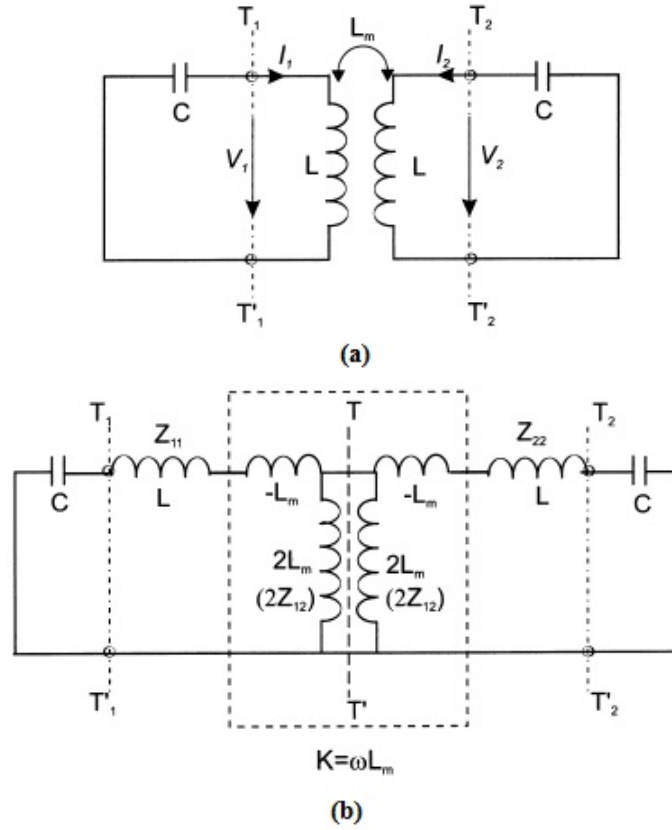 T₁ Lₘ T₂
I₁ I₂
C C
V₁ L L V₂
T'₁ T'₂
(a)
T₁ Z₁₁ T Z₂₂ T₂
C L -Lₘ -Lₘ L C
2Lₘ 2Lₘ
(2Z₁₂) (2Z₁₂)
T'₁ T' T'₂
K=ωLₘ
(b)